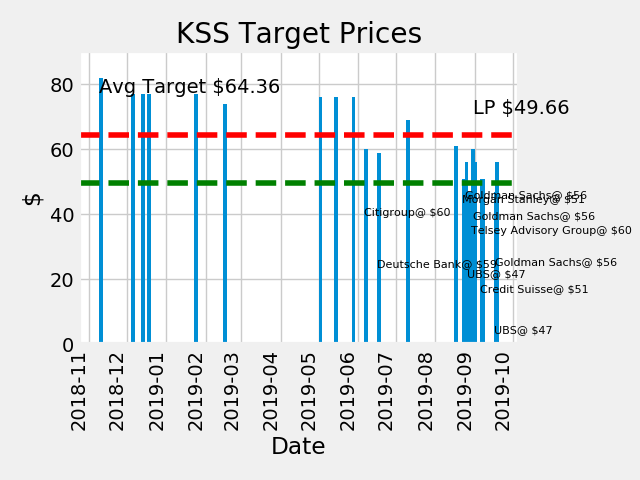 KSS Target Prices
Avg Target $64.36
LP $49.66
80
60
40
20
0
$
Goldman Sachs@ $56
Morgan Stanley@ $51
Citigroup@ $60
Goldman Sachs@ $56
Telsey Advisory Group@ $60
Deutsche Bank@ $59
Goldman Sachs@ $56
UBS@ $47
Credit Suisse@ $51
UBS@ $47
2018-11
2018-12
2019-01
2019-02
2019-03
2019-04
2019-05
2019-06
2019-07
2019-08
2019-09
2019-10
Date